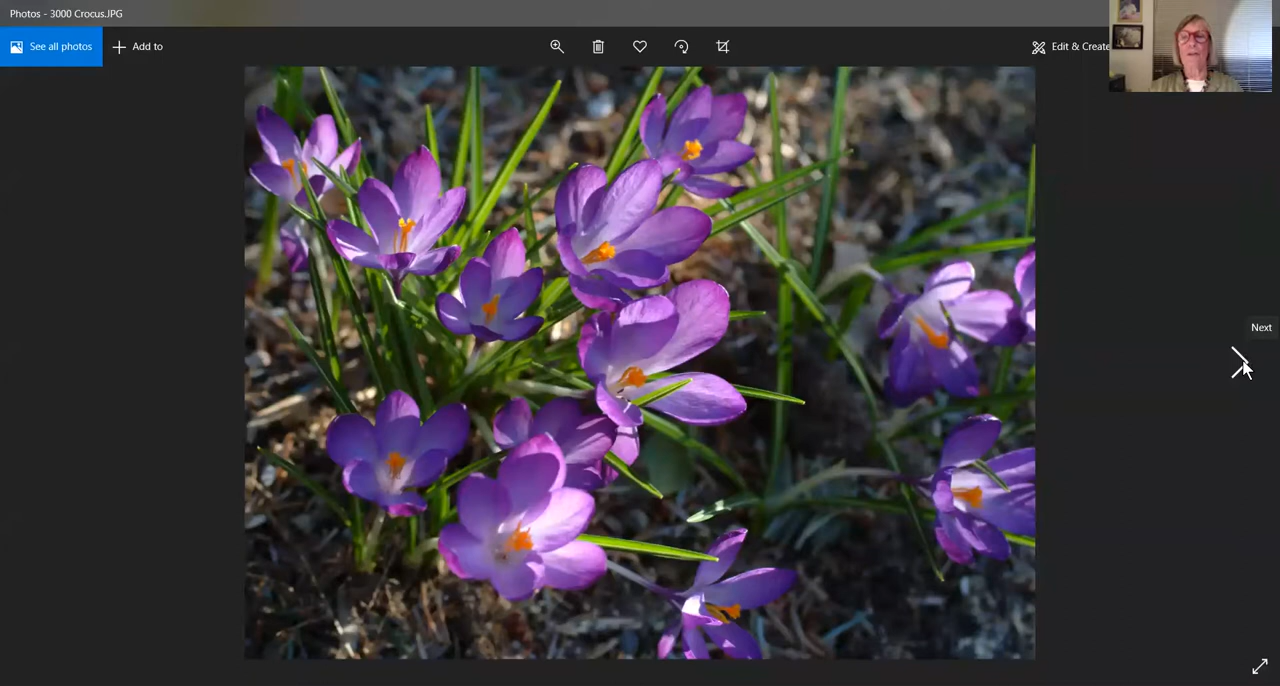 Photos - 3000 Crocus.JPG
See all photos
Add to
Edit & Create
Next